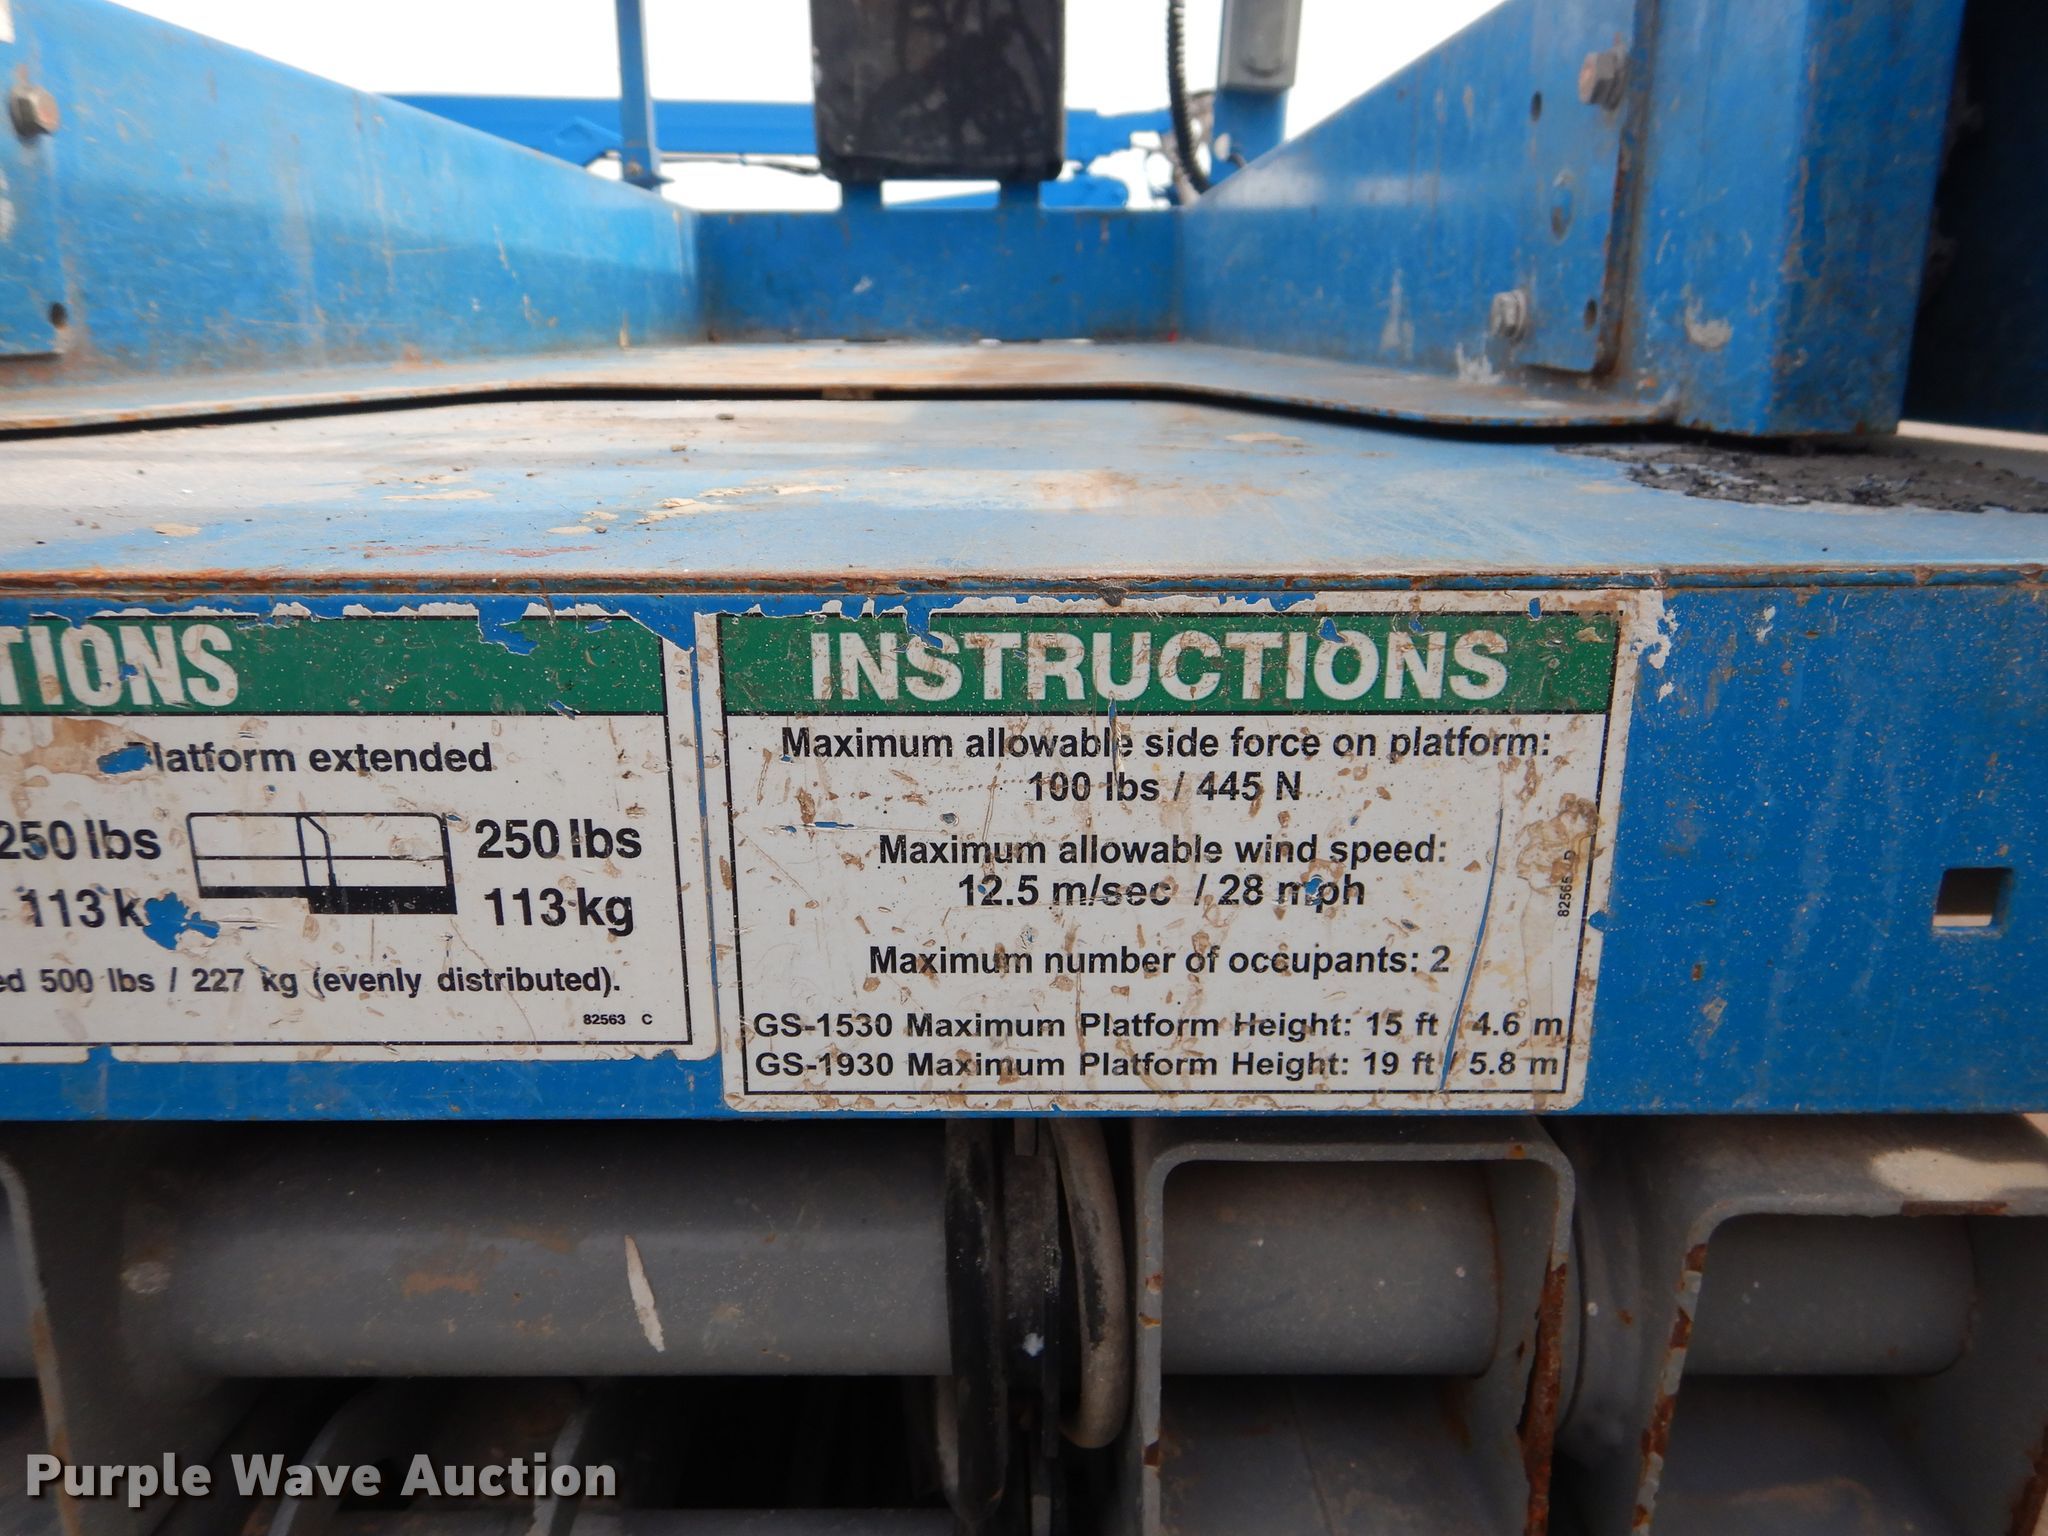 TIONS
Platform extended
250 lbs
113 k
250 lbs
113 kg
ed 500 lbs / 227 kg (evenly distributed).
82563 C
INSTRUCTIONS
Maximum allowable side force on platform:
100 lbs / 445 N
Maximum allowable wind speed:
12.5 m/sec / 28 mph
Maximum number of occupants: 2
GS-1530 Maximum Platform Height: 15 ft / 4.6 m
GS-1930 Maximum Platform Height: 19 ft / 5.8 m
82565
Purple Wave Auction